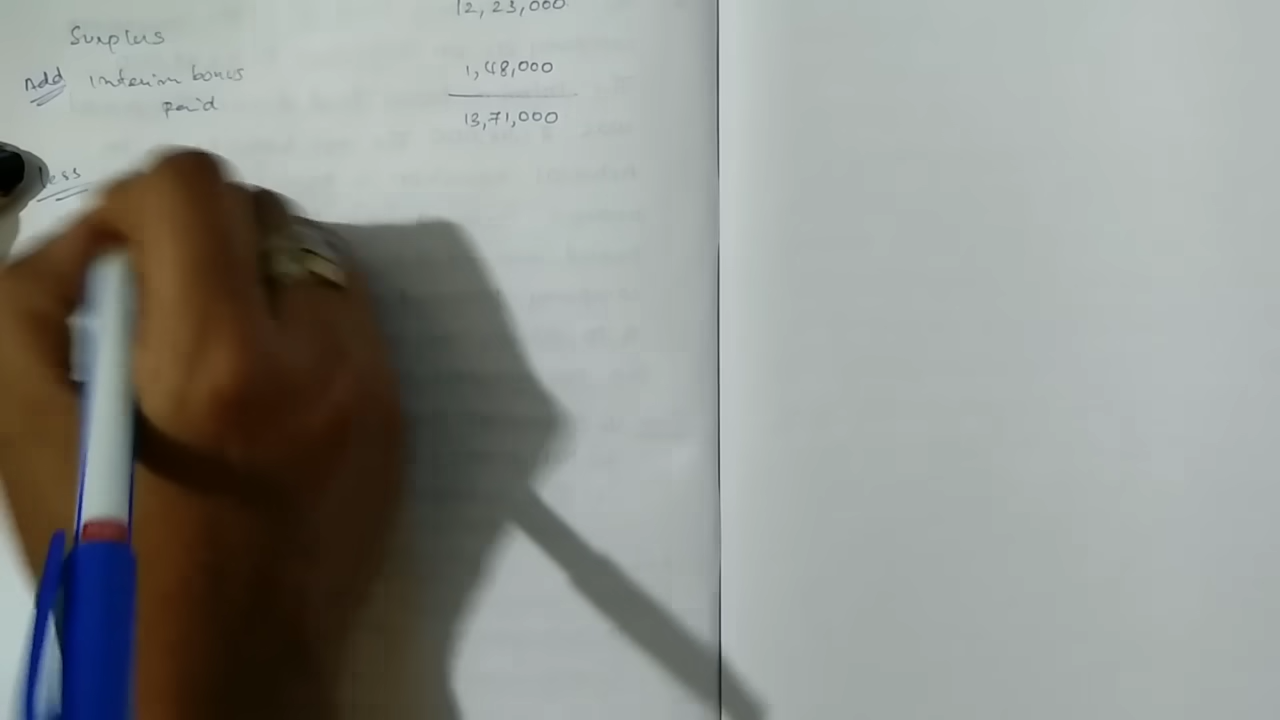 12,23,000
Surplus
Add Interim bonus 1,48,000
paid
13,71,000
Less